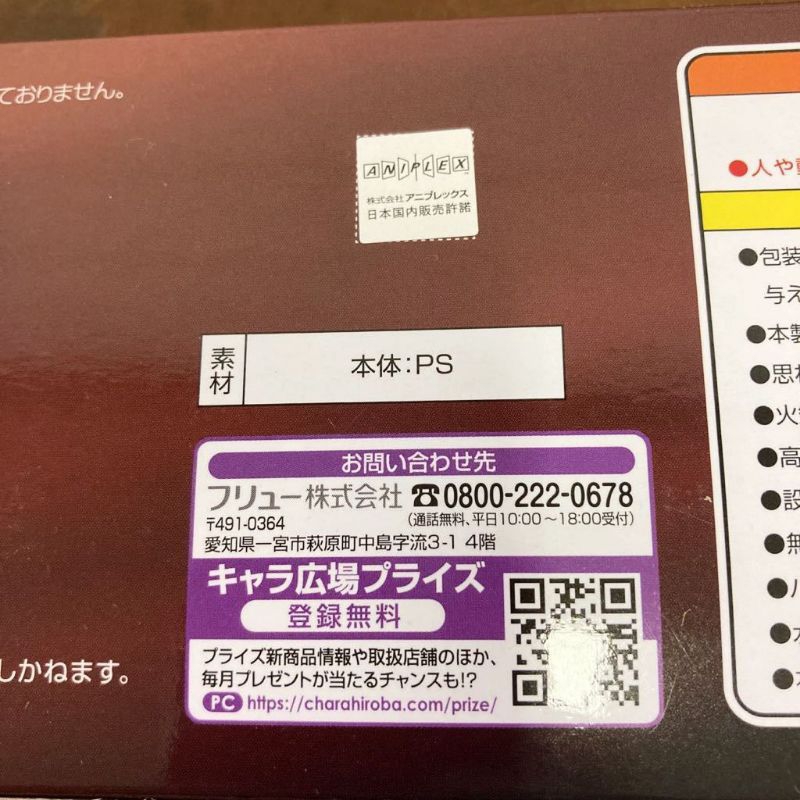 ておりません。
ANIPLEX
株式会社アニプレックス
日本国内販売許諾
素材
本体:PS
お問い合わせ先
フリュー株式会社 ☎0800-222-0678
〒491-0364 (通話無料、平日10:00～18:00受付)
愛知県一宮市萩原町中島字流3-1 4階
キャラ広場プライズ
登録無料
プライズ新商品情報や取扱店舗のほか、
毎月プレゼントが当たるチャンスも!?
PC https://charahiroba.com/prize/
しかねます。
●人や
●包装
与え
●本製
●思
●火
●高
●設
●無